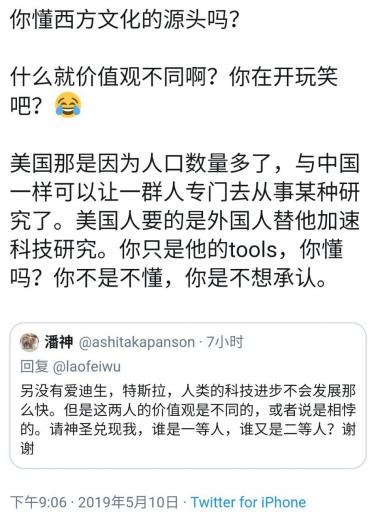 你懂西方文化的源头吗？
什么就价值观不同啊？你在开玩笑
吧？😂
美国那是因为人口数量多了，与中国
一样可以让一群人专门去从事某种研
究了。美国人要的是外国人替他加速
科技研究。你只是他的tools，你懂
吗？你不是不懂，你是不想承认。
潘神 @ashitakapanson · 7小时
回复 @laofeiwu
另没有爱迪生，特斯拉，人类的科技进步不会发展那
么快。但是这两人的价值观是不同的，或者说是相悖
的。请神圣兑现我，谁是一等人，谁又是二等人？谢
谢
下午9:06 · 2019年5月10日 · Twitter for iPhone